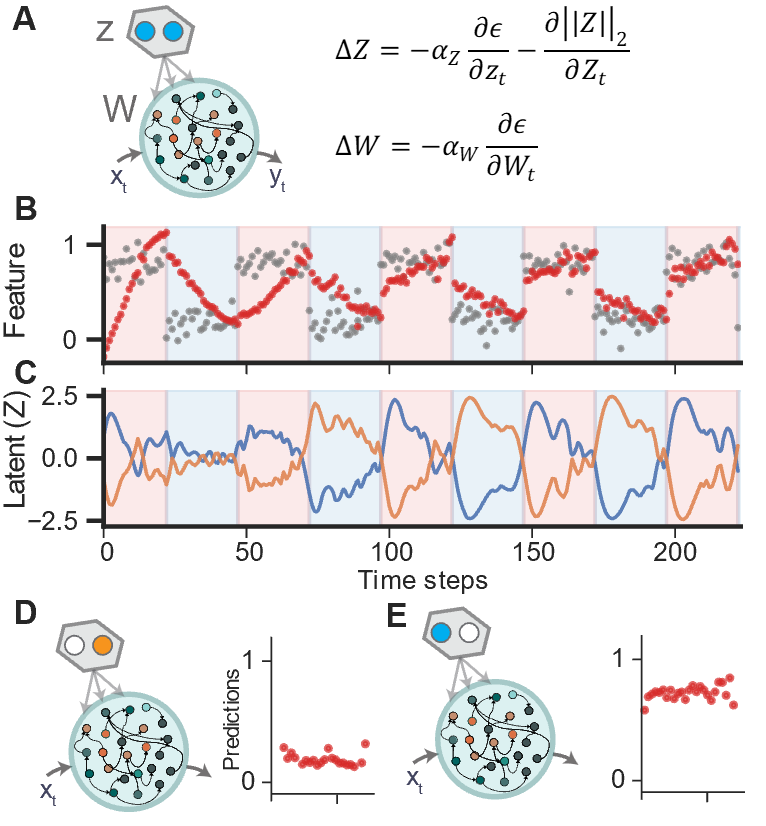 A
Z
W
x_t
y_t
ΔZ = −α_Z ∂ϵ/∂z_t − ∂||Z||_2/∂Z_t
ΔW = −α_W ∂ϵ/∂W_t
B
Feature
1
0
C
Latent (Z)
2.5
0.0
−2.5
0 50 100 150 200
Time steps
D
x_t
Predictions
1
0
E
x_t
1
0